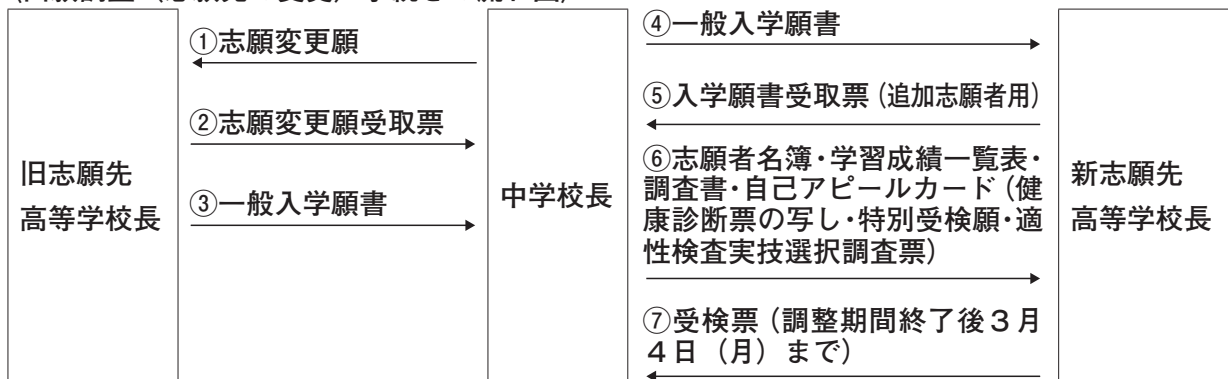 旧志願先
高等学校長
①志願変更願
②志願変更願受取票
③一般入学願書
中学校長
④一般入学願書
⑤入学願書受取票（追加志願者用）
⑥志願者名簿・学習成績一覧表・
調査書・自己アピールカード（健
康診断票の写し・特別受検願・適
性検査実技選択調査票）
⑦受検票（調整期間終了後３月
４日（月）まで）
新志願先
高等学校長